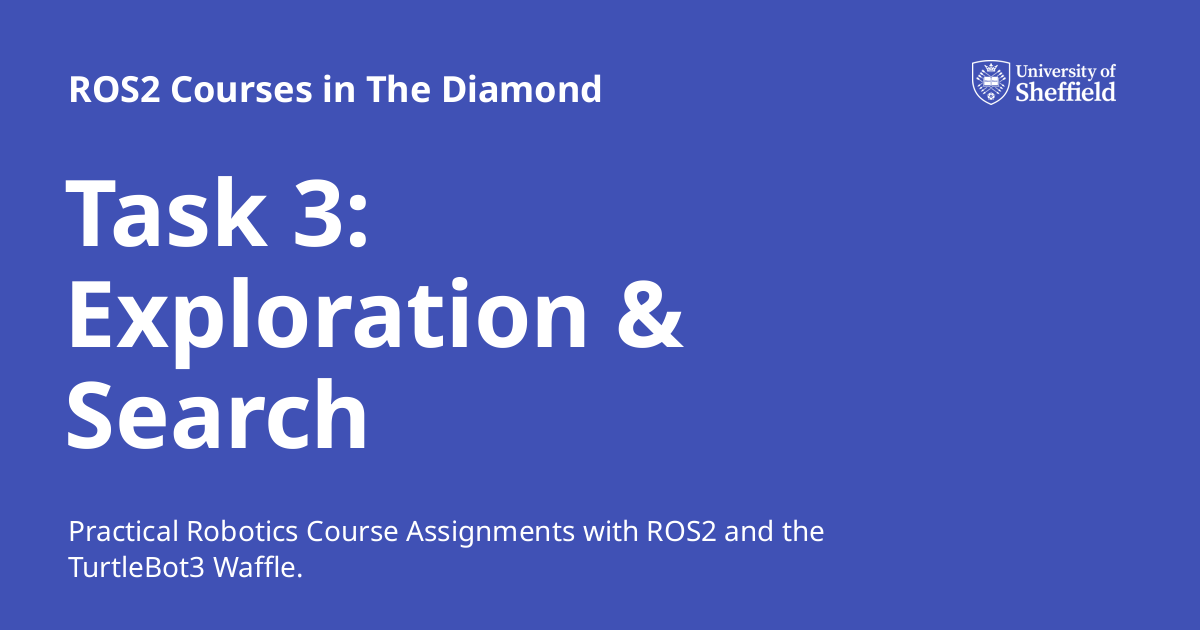 ROS2 Courses in The Diamond
University of
Sheffield
Task 3:
Exploration &
Search
Practical Robotics Course Assignments with ROS2 and the
TurtleBot3 Waffle.